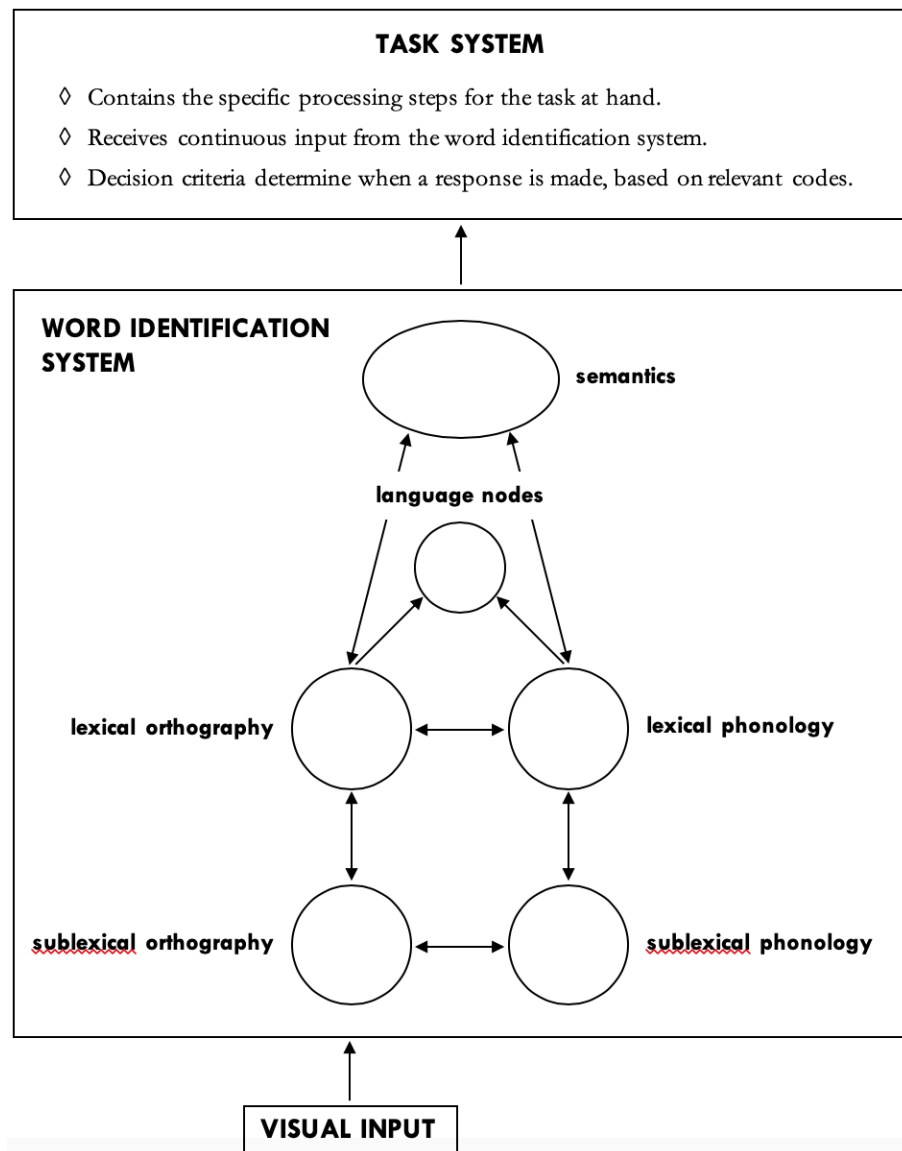 TASK SYSTEM
◊ Contains the specific processing steps for the task at hand.
◊ Receives continuous input from the word identification system.
◊ Decision criteria determine when a response is made, based on relevant codes.
WORD IDENTIFICATION
SYSTEM
semantics
language nodes
lexical orthography
lexical phonology
sublexical orthography
sublexical phonology
VISUAL INPUT